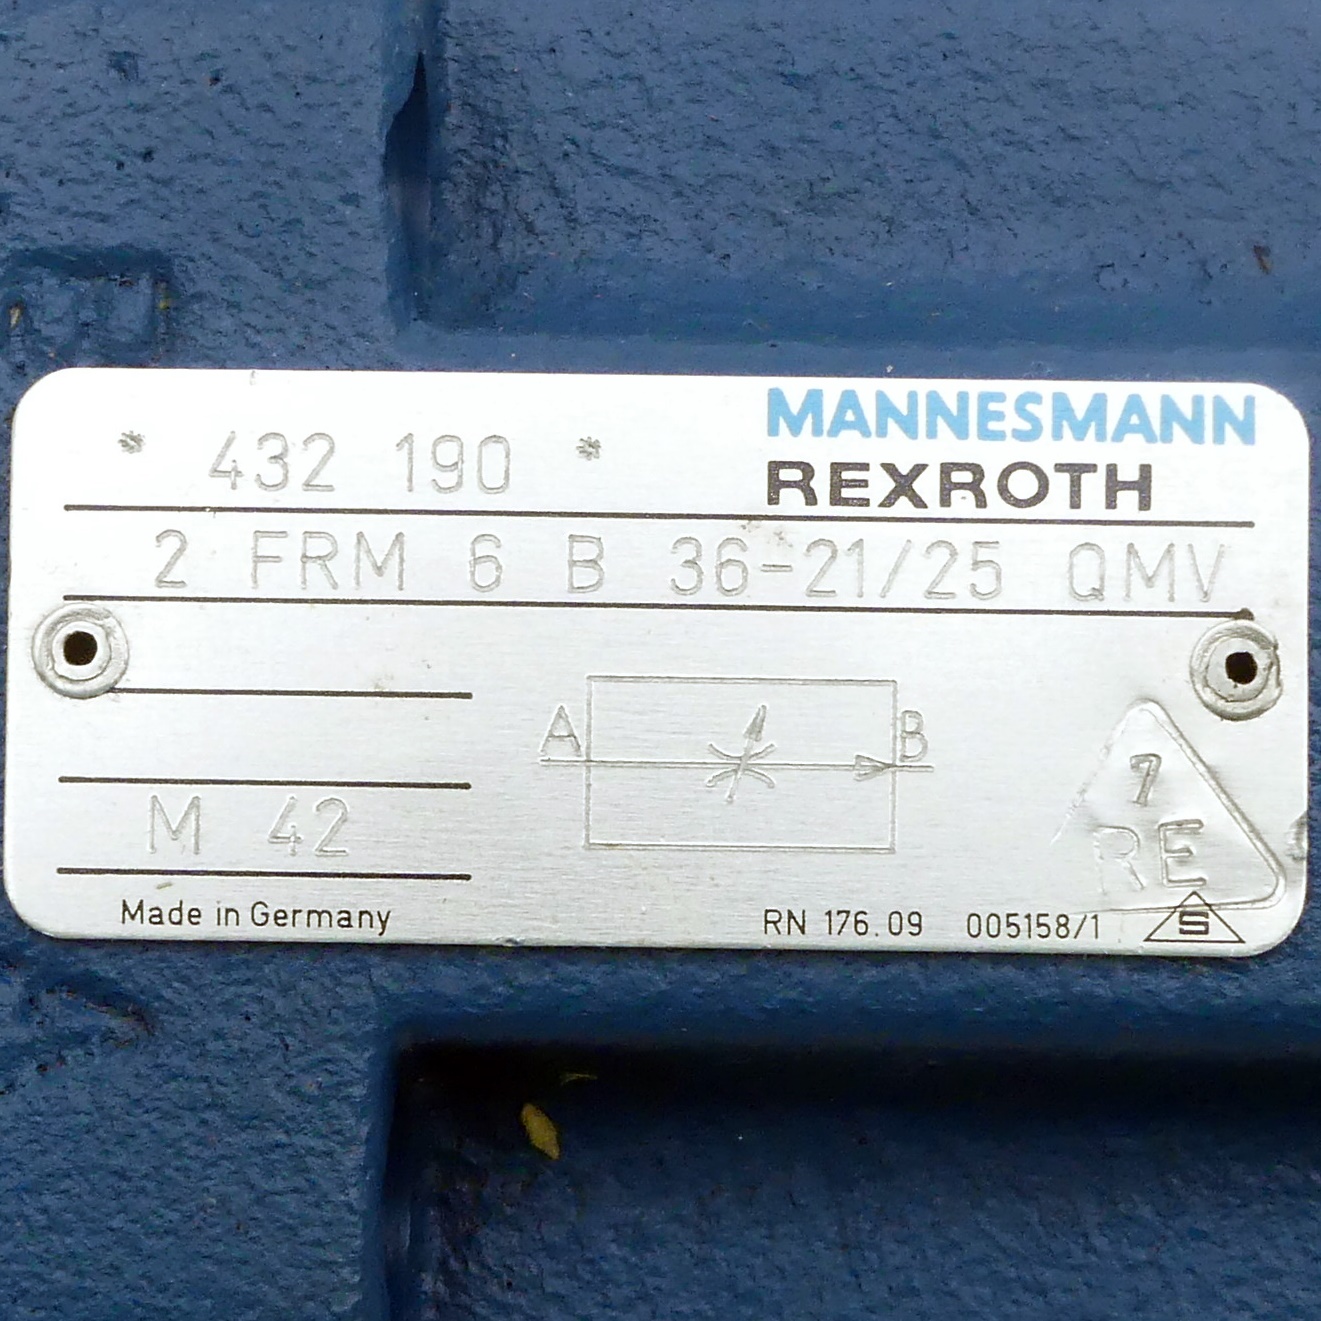 * 432 190 *
MANNESMANN
REXROTH
2 FRM 6 B 36-21/25 QMV
A
B
7
RE
M 42
Made in Germany
RN 176.09 005158/1
S